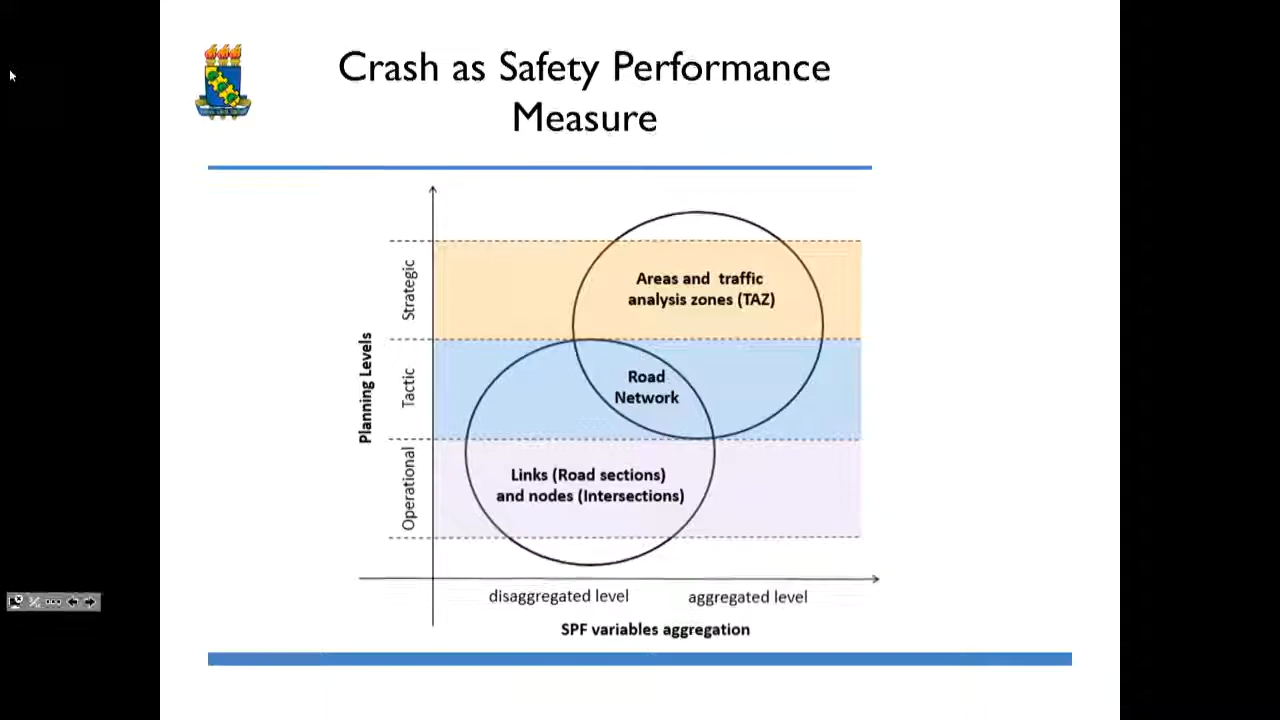 Crash as Safety Performance
Measure
Planning Levels
Strategic
Tactic
Operational
Areas and traffic
analysis zones (TAZ)
Road
Network
Links (Road sections)
and nodes (Intersections)
disaggregated level
aggregated level
SPF variables aggregation